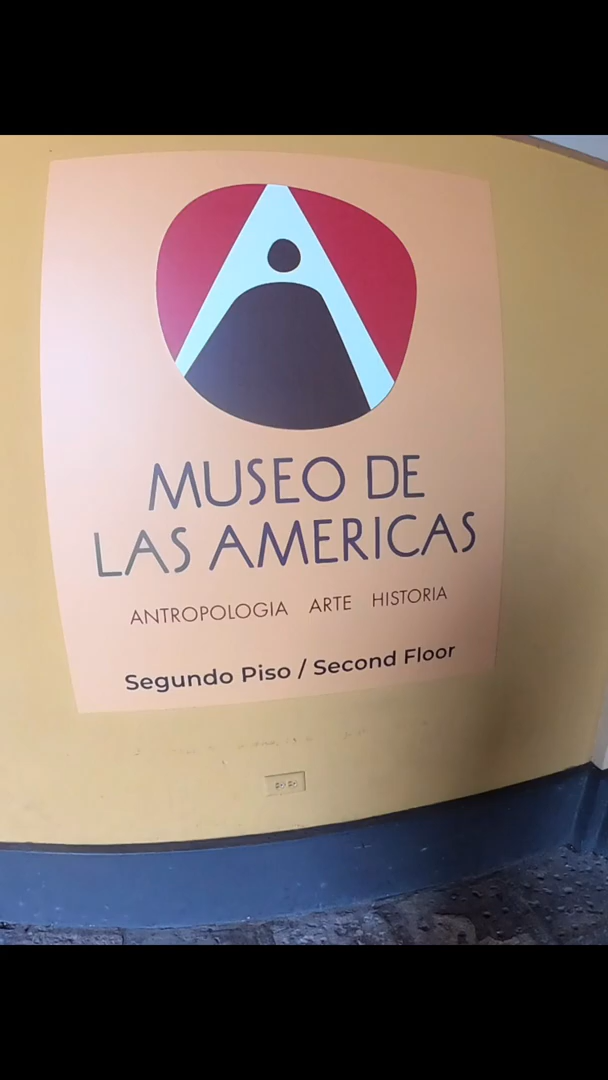 MUSEO DE
LAS AMERICAS
ANTROPOLOGIA ARTE HISTORIA
Segundo Piso / Second Floor